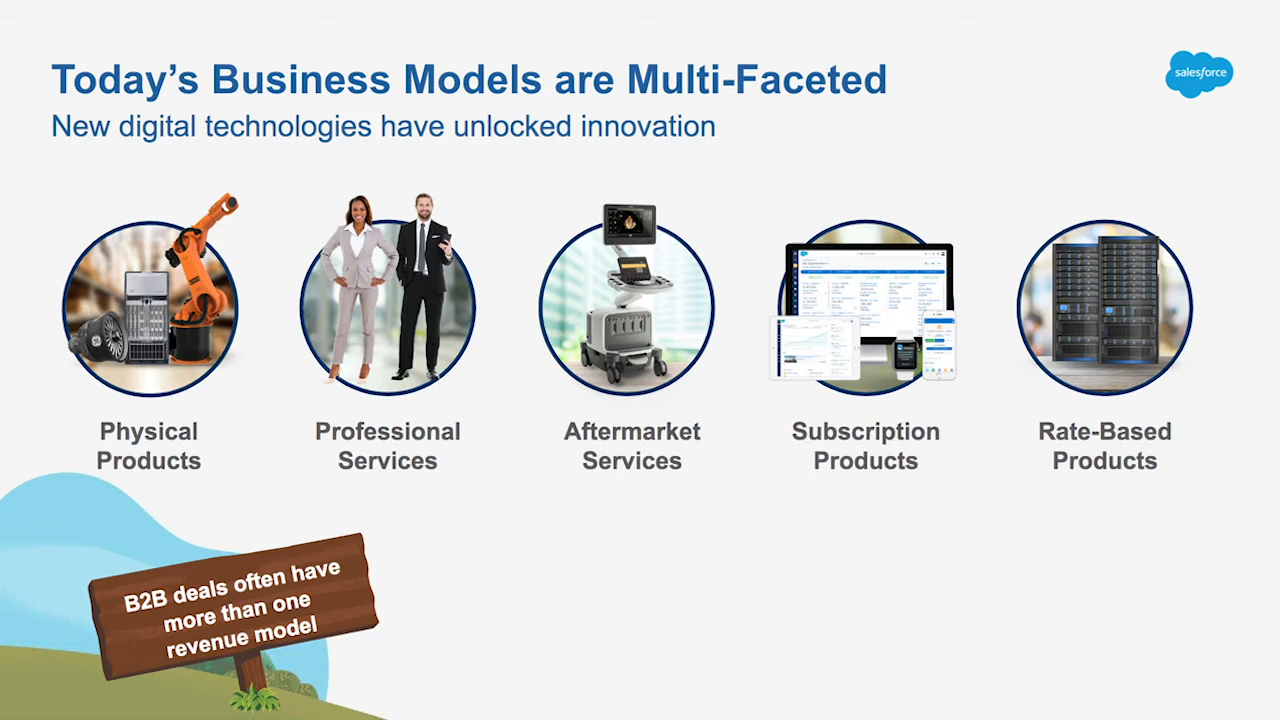 Today's Business Models are Multi-Faceted
salesforce
New digital technologies have unlocked innovation
Physical
Products
Professional
Services
Aftermarket
Services
Subscription
Products
Rate-Based
Products
B2B deals often have
more than one
revenue model